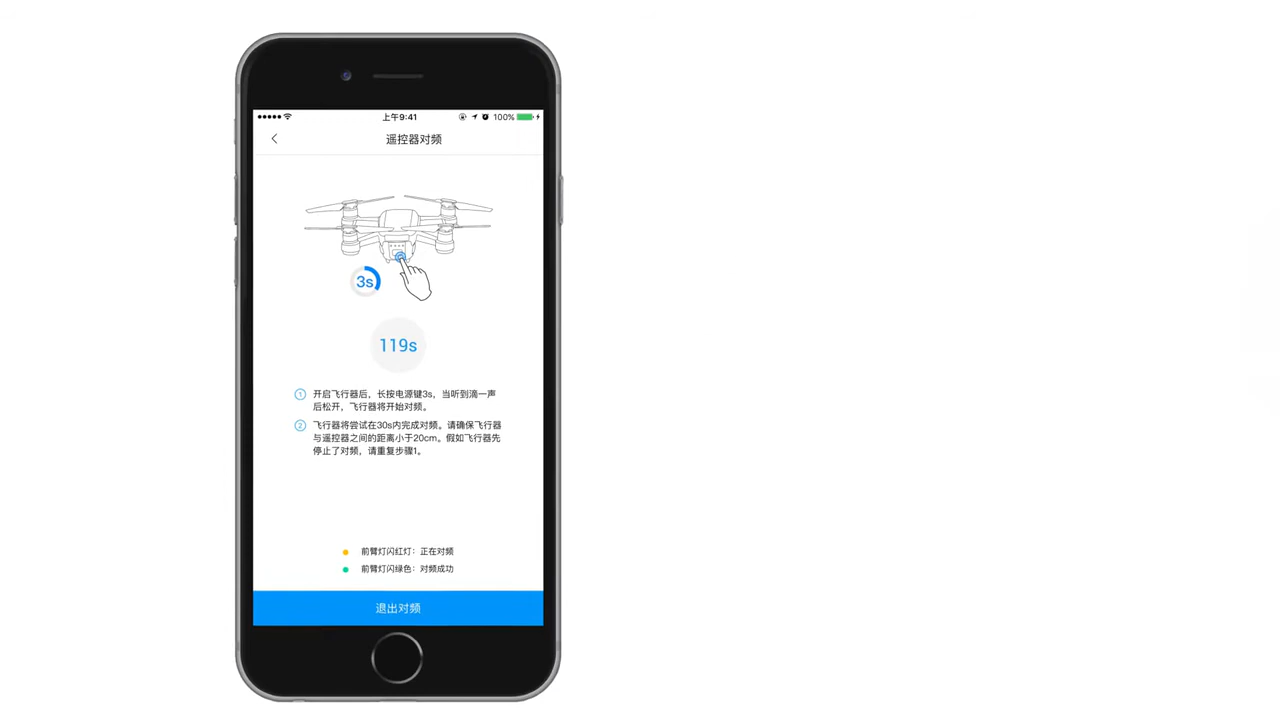 上午9:41
100%
遥控器对频
3s
119s
① 开启飞行器后，长按电源键3s，当听到滴一声
后松开，飞行器将开始对频。
② 飞行器将尝试在30s内完成对频。请确保飞行器
与遥控器之间的距离小于20cm。假如飞行器先
停止了对频，请重复步骤1。
前臂灯闪红灯：正在对频
前臂灯闪绿色：对频成功
退出对频